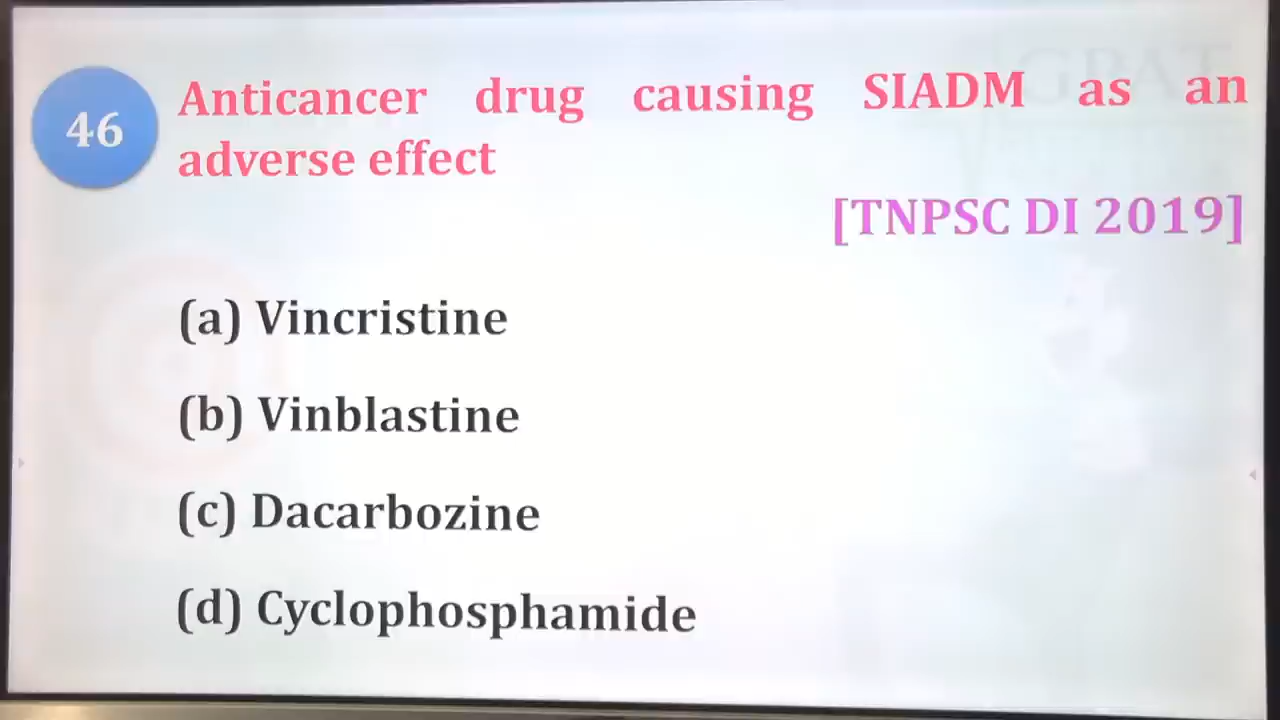 46
Anticancer drug causing SIADM as an
adverse effect
[TNPSC DI 2019]
(a) Vincristine
(b) Vinblastine
(c) Dacarbozine
(d) Cyclophosphamide